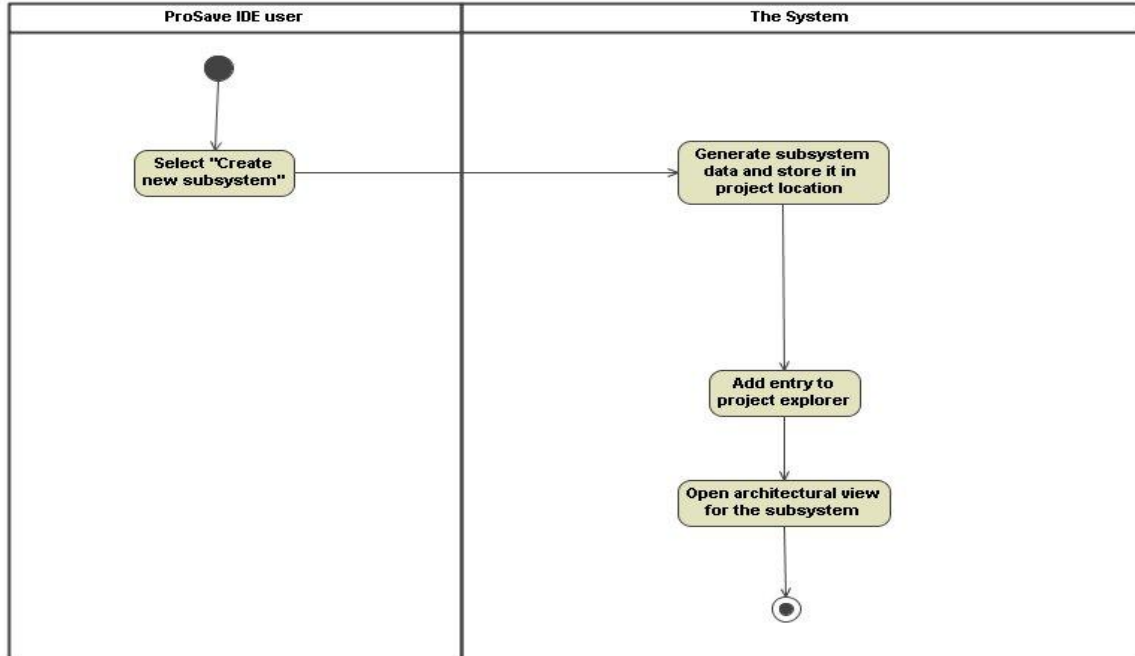 ProSave IDE user
The System
Select "Create
new subsystem"
Generate subsystem
data and store it in
project location
Add entry to
project explorer
Open architectural view
for the subsystem